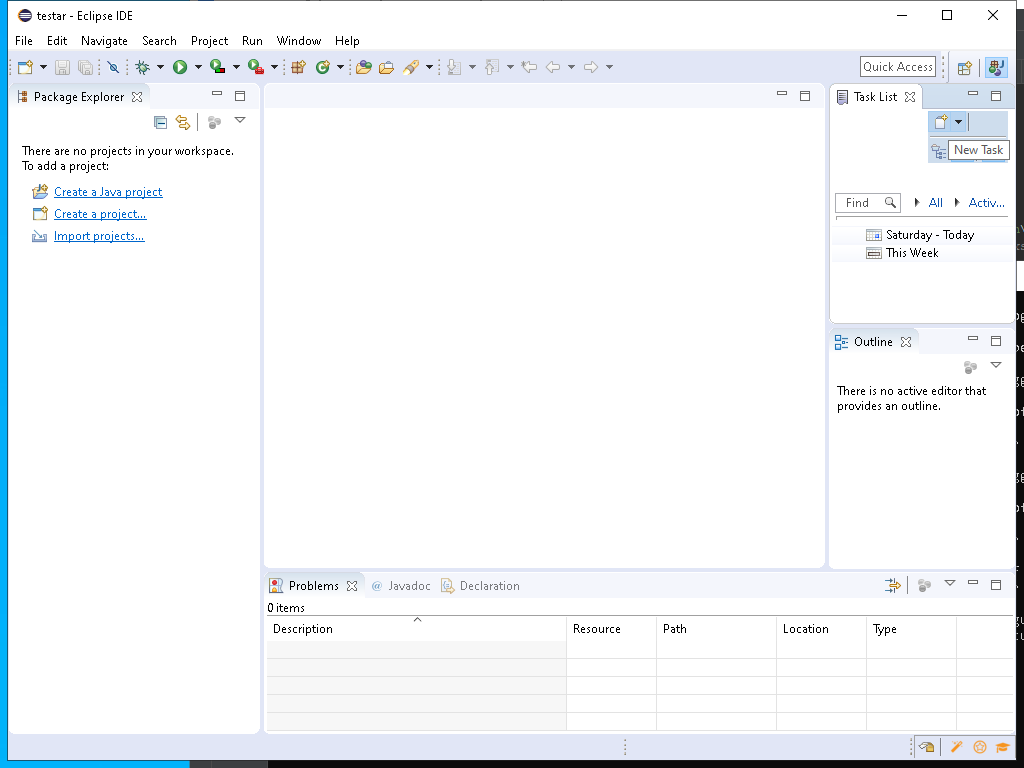 testar - Eclipse IDE
File Edit Navigate Search Project Run Window Help
Quick Access
Package Explorer
There are no projects in your workspace.
To add a project:
Create a Java project
Create a project...
Import projects...
Task List
New Task
Find All Activ...
Saturday - Today
This Week
Outline
There is no active editor that
provides an outline.
Problems @ Javadoc Declaration
0 items
Description Resource Path Location Type